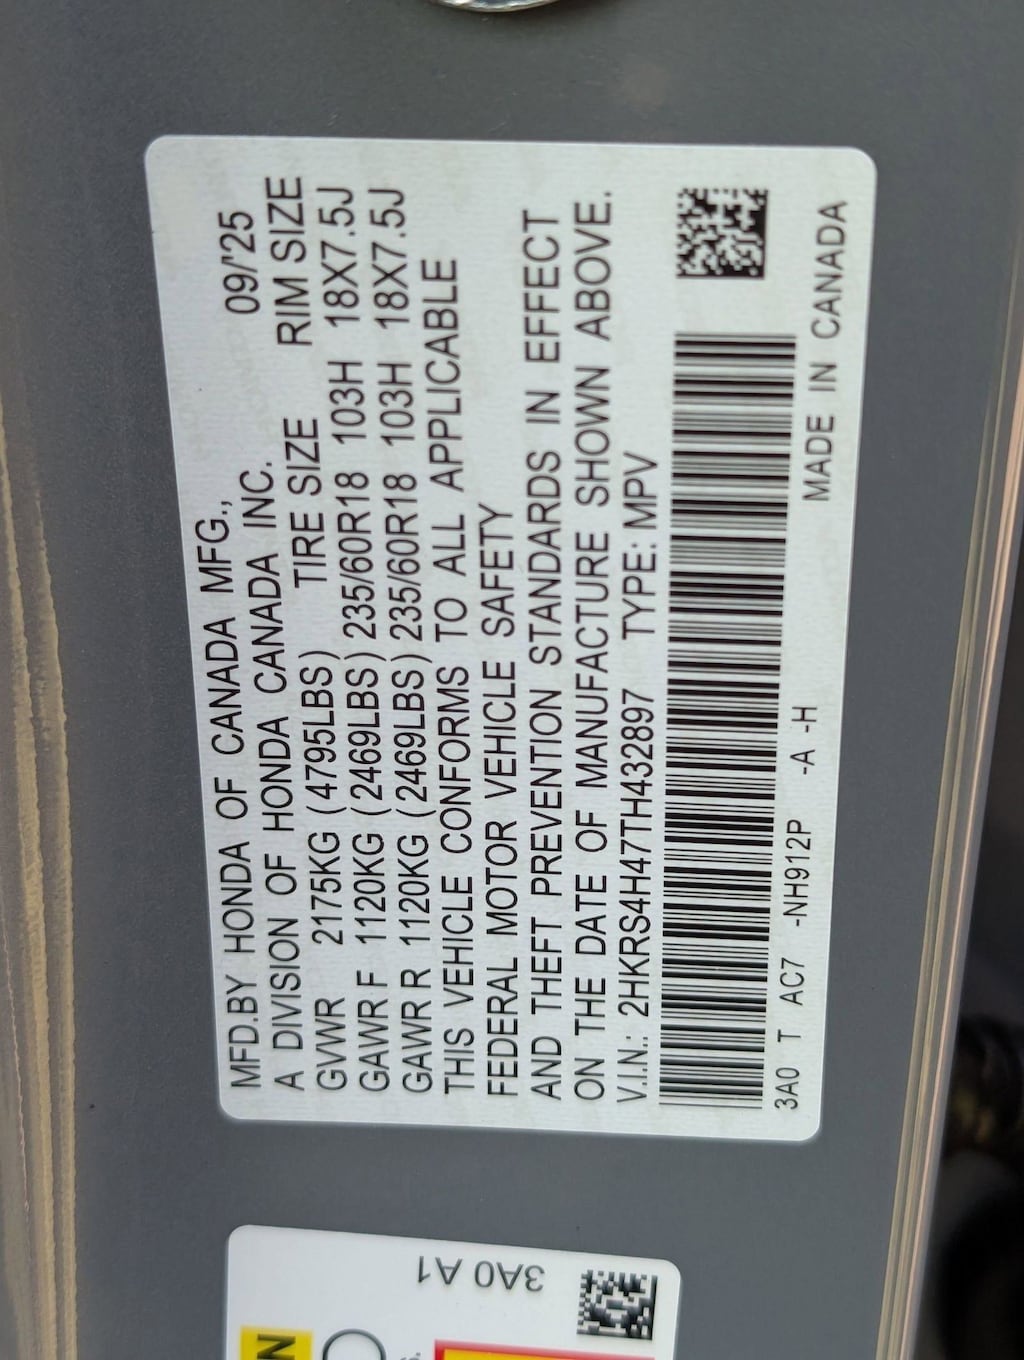 MFD.BY HONDA OF CANADA MFG., 09/'25
A DIVISION OF HONDA CANADA INC.
GVWR 2175KG (4795LBS) TIRE SIZE RIM SIZE
GAWR F 1120KG (2469LBS) 235/60R18 103H 18X7.5J
GAWR R 1120KG (2469LBS) 235/60R18 103H 18X7.5J
THIS VEHICLE CONFORMS TO ALL APPLICABLE
FEDERAL MOTOR VEHICLE SAFETY
AND THEFT PREVENTION STANDARDS IN EFFECT
ON THE DATE OF MANUFACTURE SHOWN ABOVE.
V.I.N.: 2HKRS4H47TH432897 TYPE: MPV
3A0 T AC7 -NH912P -A -H MADE IN CANADA
3A0 A1